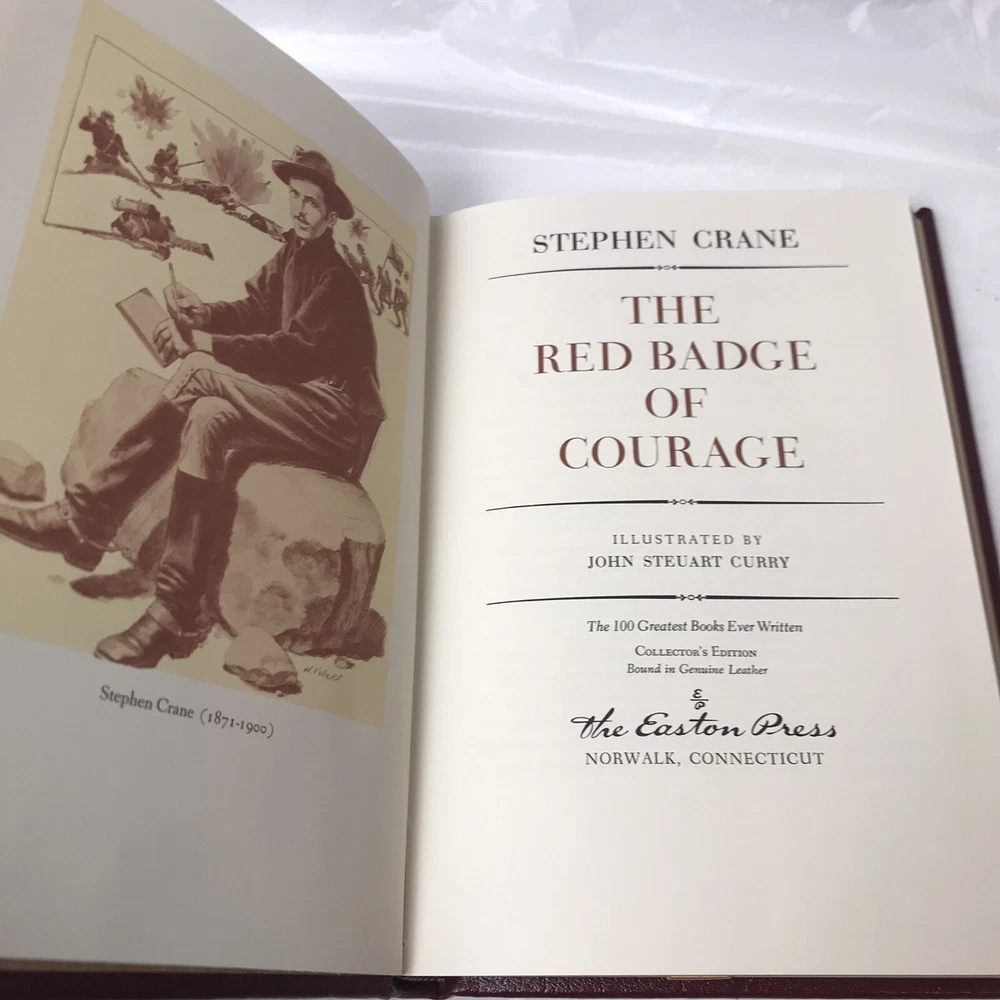 Stephen Crane (1871-1900)
STEPHEN CRANE
THE
RED BADGE
OF
COURAGE
ILLUSTRATED BY
JOHN STEUART CURRY
The 100 Greatest Books Ever Written
COLLECTOR'S EDITION
Bound in Genuine Leather
The Easton Press
NORWALK, CONNECTICUT